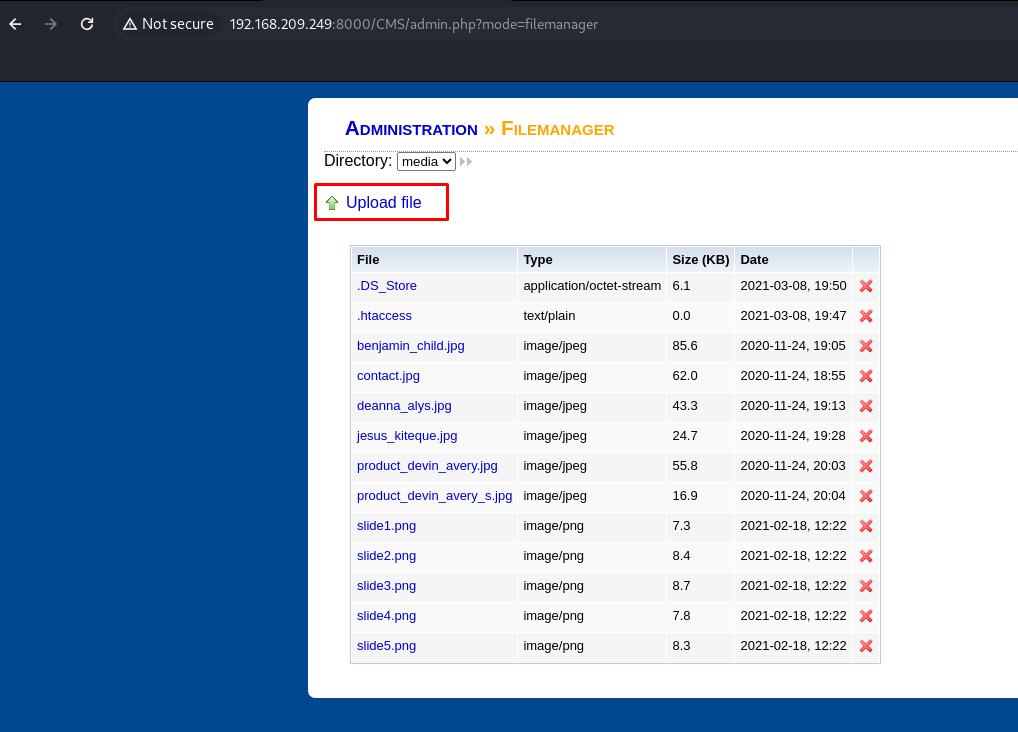 Not secure 192.168.209.249:8000/CMS/admin.php?mode=filemanager
Administration » Filemanager
Directory: media
Upload file
File Type Size (KB) Date
.DS_Store application/octet-stream 6.1 2021-03-08, 19:50
.htaccess text/plain 0.0 2021-03-08, 19:47
benjamin_child.jpg image/jpeg 85.6 2020-11-24, 19:05
contact.jpg image/jpeg 62.0 2020-11-24, 18:55
deanna_alys.jpg image/jpeg 43.3 2020-11-24, 19:13
jesus_kiteque.jpg image/jpeg 24.7 2020-11-24, 19:28
product_devin_avery.jpg image/jpeg 55.8 2020-11-24, 20:03
product_devin_avery_s.jpg image/jpeg 16.9 2020-11-24, 20:04
slide1.png image/png 7.3 2021-02-18, 12:22
slide2.png image/png 8.4 2021-02-18, 12:22
slide3.png image/png 8.7 2021-02-18, 12:22
slide4.png image/png 7.8 2021-02-18, 12:22
slide5.png image/png 8.3 2021-02-18, 12:22